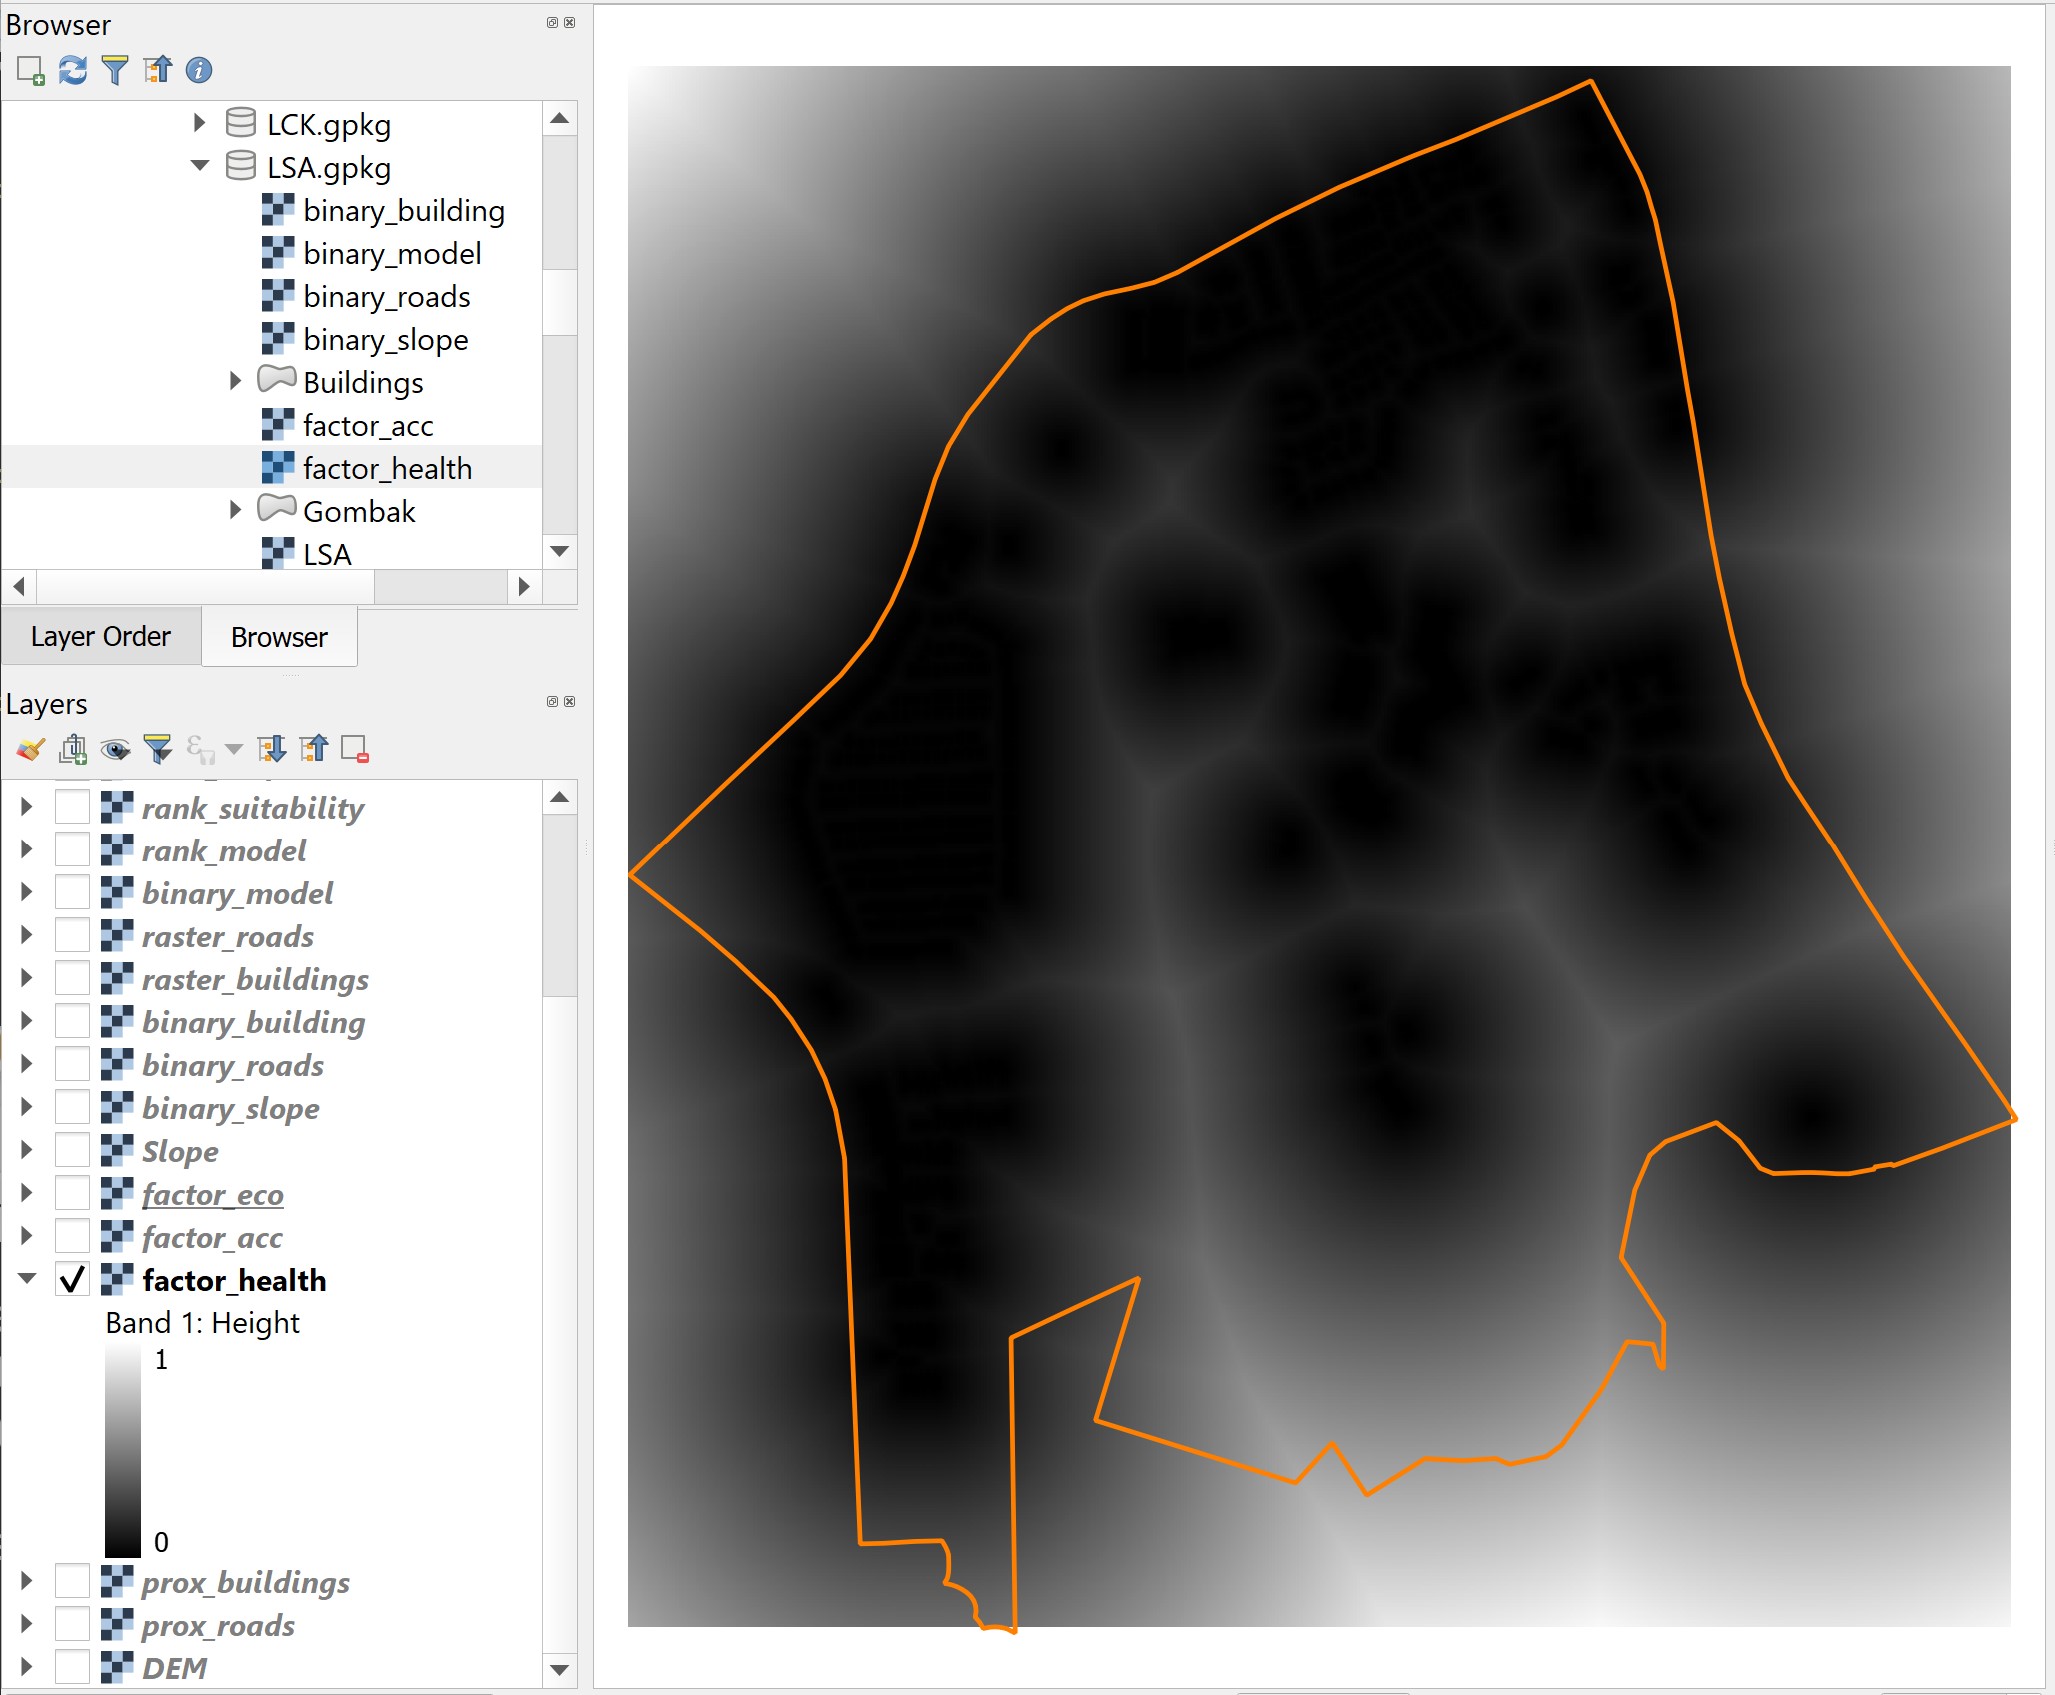 Browser
LCK.gpkg
LSA.gpkg
binary_building
binary_model
binary_roads
binary_slope
Buildings
factor_acc
factor_health
Gombak
LSA
Layer Order
Browser
Layers
rank_suitability
rank_model
binary_model
raster_roads
raster_buildings
binary_building
binary_roads
binary_slope
Slope
factor_eco
factor_acc
factor_health
Band 1: Height
1
0
prox_buildings
prox_roads
DEM